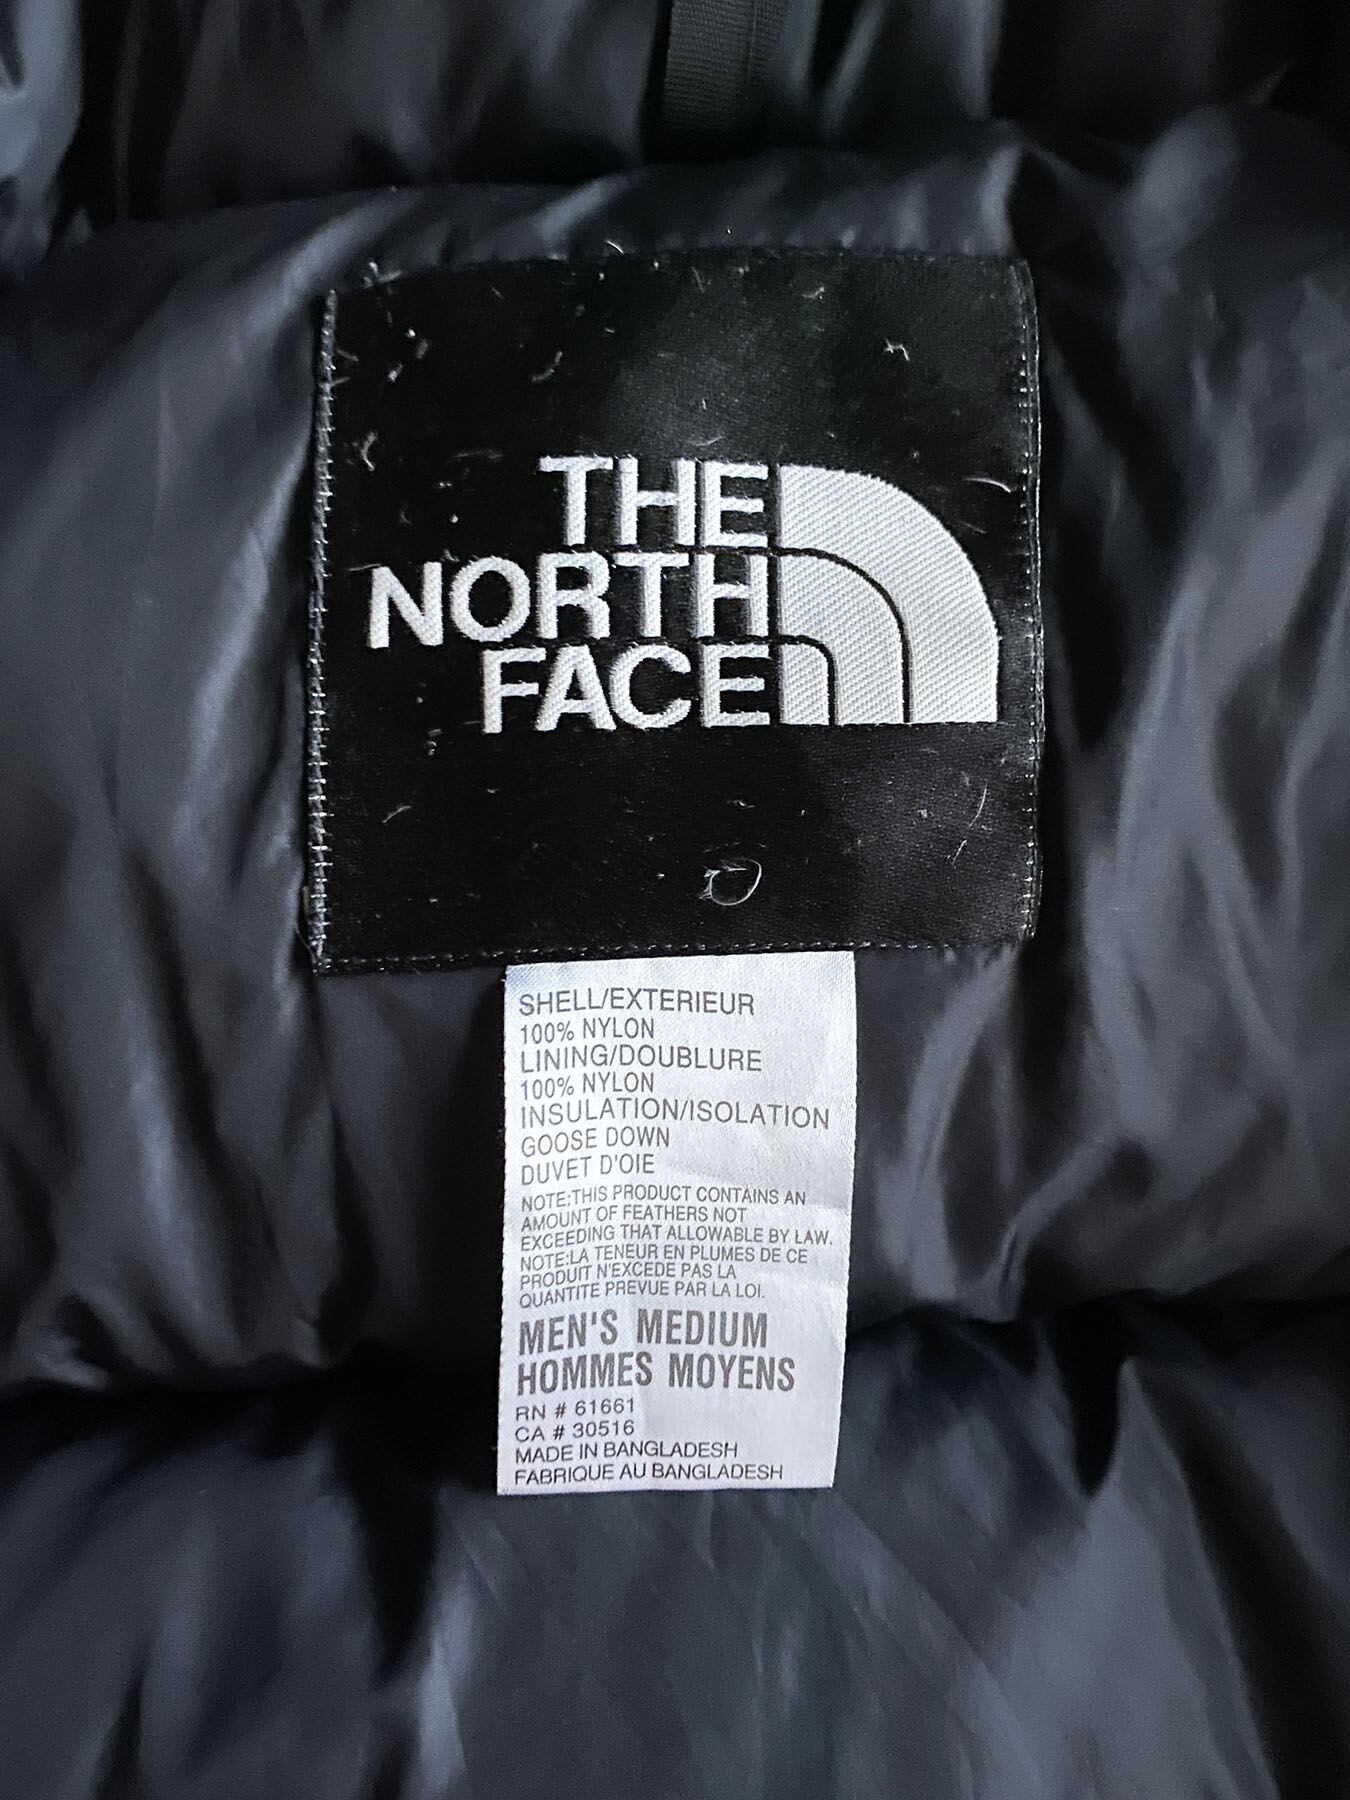 THE
NORTH
FACE
SHELL/EXTERIEUR
100% NYLON
LINING/DOUBLURE
100% NYLON
INSULATION/ISOLATION
GOOSE DOWN
DUVET D'OIE
NOTE:THIS PRODUCT CONTAINS AN
AMOUNT OF FEATHERS NOT
EXCEEDING THAT ALLOWABLE BY LAW.
NOTE:LA TENEUR EN PLUMES DE CE
PRODUIT N'EXCEDE PAS LA
QUANTITE PREVUE PAR LA LOI.
MEN'S MEDIUM
HOMMES MOYENS
RN # 61661
CA # 30516
MADE IN BANGLADESH
FABRIQUE AU BANGLADESH